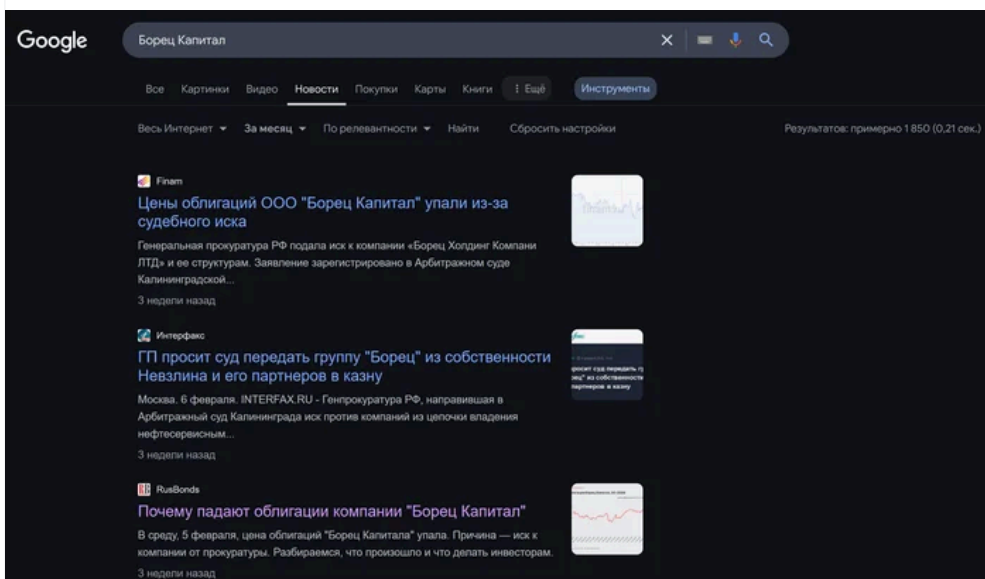 Google
Борец Капитал
Все Картинки Видео Новости Покупки Карты Книги Ещё Инструменты
Весь Интернет За месяц По релевантности Найти Сбросить настройки Результатов: примерно 1 850 (0,21 сек.)
Finam
Цены облигаций ООО "Борец Капитал" упали из-за
судебного иска
Генеральная прокуратура РФ подала иск к компании «Борец Холдинг Компани
ЛТД» и ее структурам. Заявление зарегистрировано в Арбитражном суде
Калининградской...
3 недели назад
Интерфакс
ГП просит суд передать группу "Борец" из собственности
Невзлина и его партнеров в казну
Москва. 6 февраля. INTERFAX.RU - Генпрокуратура РФ, направившая в
Арбитражный суд Калининграда иск против компаний из цепочки владения
нефтесервисным...
3 недели назад
RusBonds
Почему падают облигации компании "Борец Капитал"
В среду, 5 февраля, цена облигаций "Борец Капитала" упала. Причина — иск к
компании от прокуратуры. Разбираемся, что произошло и что делать инвесторам.
3 недели назад